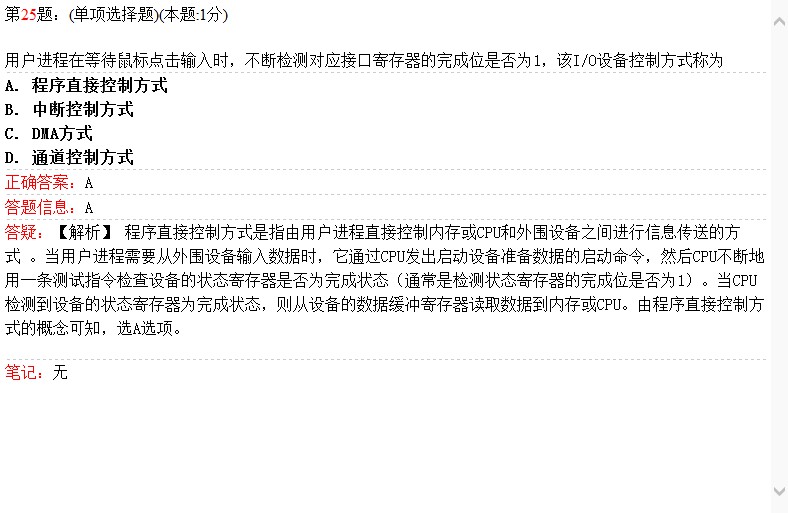 第25题：(单项选择题)(本题:1分)
用户进程在等待鼠标点击输入时，不断检测对应接口寄存器的完成位是否为1，该I/O设备控制方式称为
A. 程序直接控制方式
B. 中断控制方式
C. DMA方式
D. 通道控制方式
正确答案：A
答题信息：A
答疑：【解析】 程序直接控制方式是指由用户进程直接控制内存或CPU和外围设备之间进行信息传送的方
式 。当用户进程需要从外围设备输入数据时，它通过CPU发出启动设备准备数据的启动命令，然后CPU不断地
用一条测试指令检查设备的状态寄存器是否为完成状态（通常是检测状态寄存器的完成位是否为1）。当CPU
检测到设备的状态寄存器为完成状态，则从设备的数据缓冲寄存器读取数据到内存或CPU。由程序直接控制方
式的概念可知，选A选项。
笔记：无